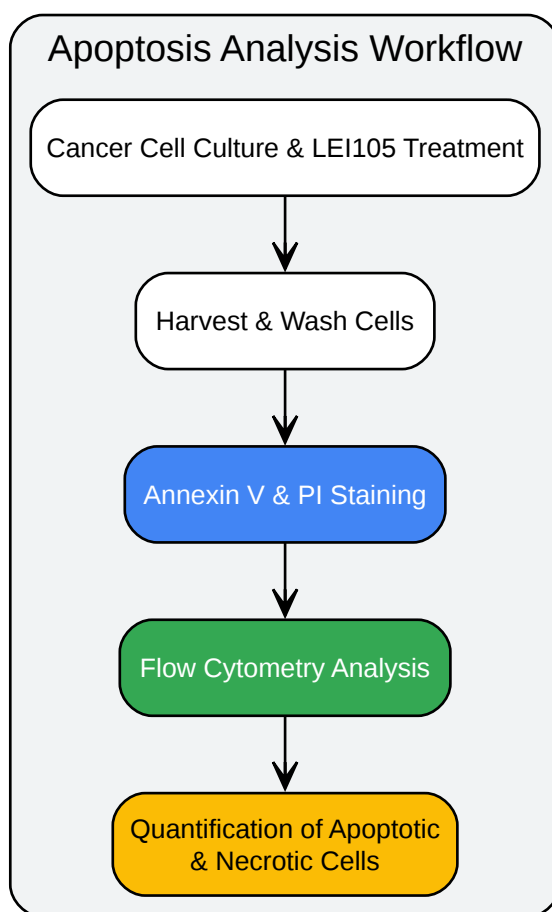 Apoptosis Analysis Workflow
Cancer Cell Culture & LEI105 Treatment
Harvest & Wash Cells
Annexin V & PI Staining
Flow Cytometry Analysis
Quantification of Apoptotic
& Necrotic Cells